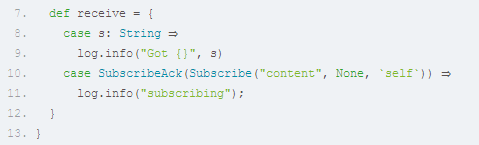 7. def receive = {
8. case s: String ⇒
9. log.info("Got {}", s)
10. case SubscribeAck(Subscribe("content", None, `self`)) ⇒
11. log.info("subscribing");
12. }
13. }